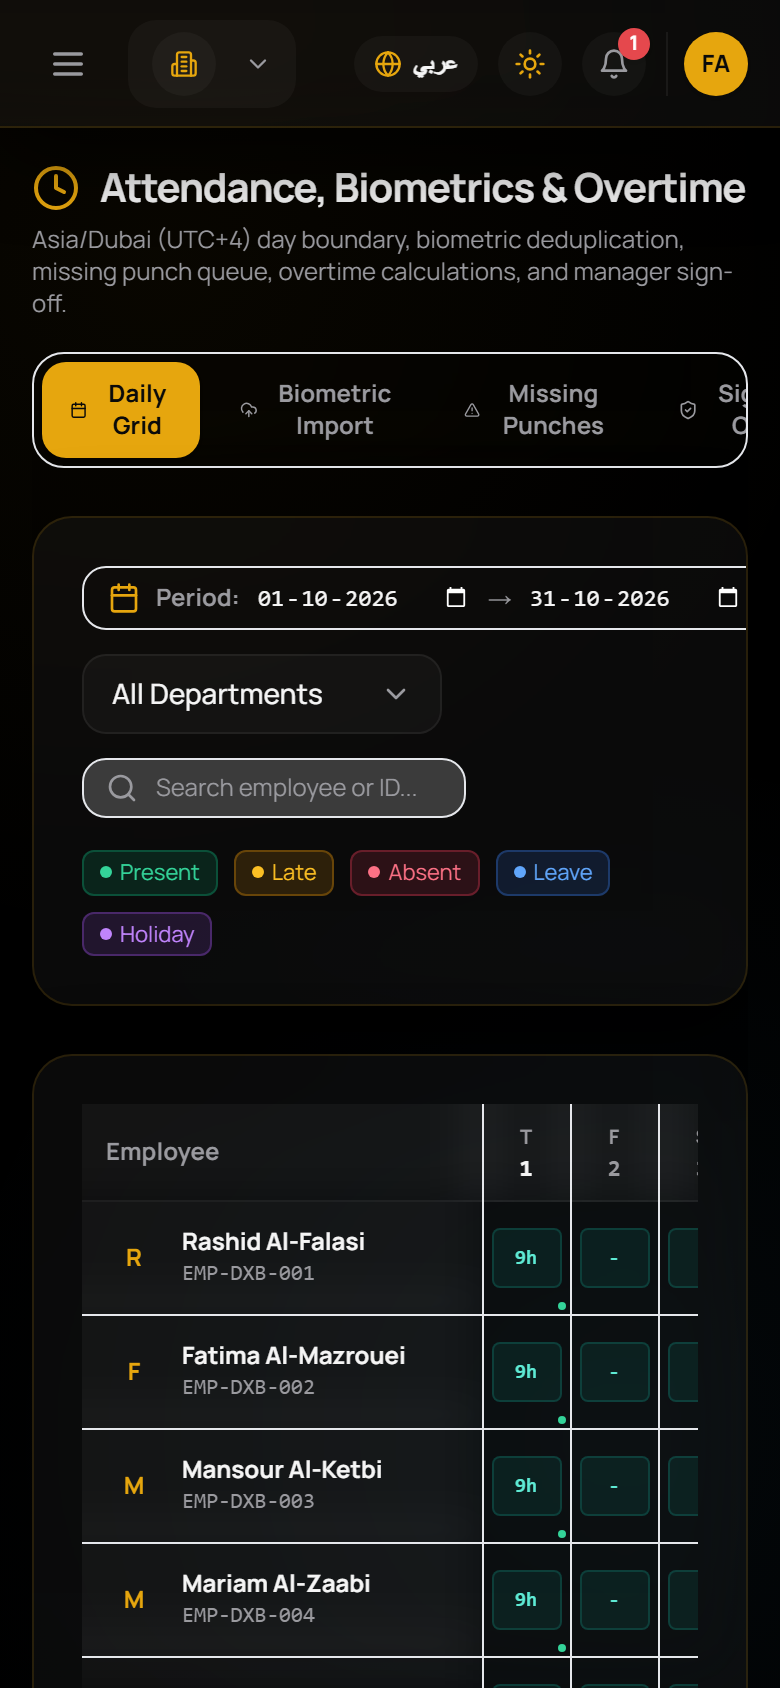 عربي
1
FA
Attendance, Biometrics & Overtime
Asia/Dubai (UTC+4) day boundary, biometric deduplication,
missing punch queue, overtime calculations, and manager sign-
off.
Daily
Grid
Biometric
Import
Missing
Punches
Period: 01-10-2026 → 31-10-2026
All Departments
Search employee or ID...
Present
Late
Absent
Leave
Holiday
Employee
T
1
F
2
R
Rashid Al-Falasi
EMP-DXB-001
9h
-
F
Fatima Al-Mazrouei
EMP-DXB-002
9h
-
M
Mansour Al-Ketbi
EMP-DXB-003
9h
-
M
Mariam Al-Zaabi
EMP-DXB-004
9h
-